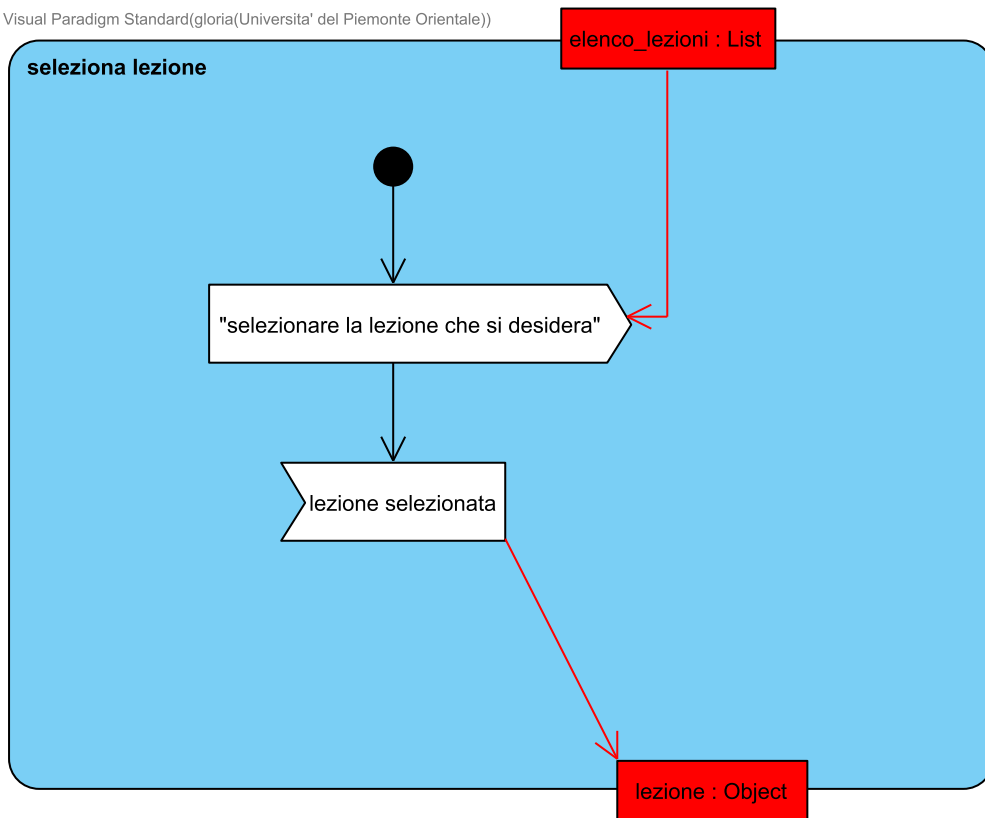 Visual Paradigm Standard(gloria(Universita' del Piemonte Orientale))
elenco_lezioni : List
seleziona lezione
"selezionare la lezione che si desidera"
lezione selezionata
lezione : Object